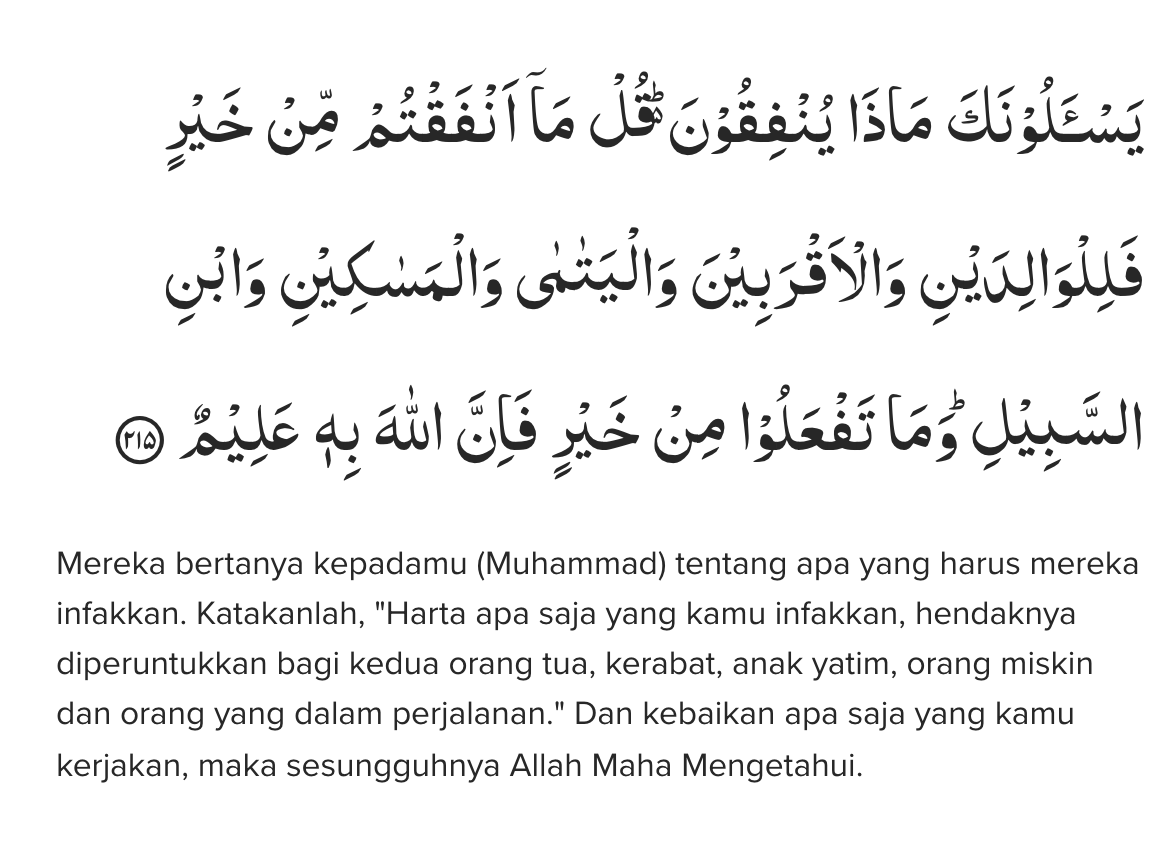 يَسْـَٔلُوْنَكَ مَاذَا يُنْفِقُوْنَ ۗ قُلْ مَآ اَنْفَقْتُمْ مِّنْ خَيْرٍ
فَلِلْوَالِدَيْنِ وَالْاَقْرَبِيْنَ وَالْيَتٰمٰى وَالْمَسٰكِيْنِ وَابْنِ
السَّبِيْلِ ۗ وَمَا تَفْعَلُوْا مِنْ خَيْرٍ فَاِنَّ اللّٰهَ بِهٖ عَلِيْمٌ ۝٢١٥
Mereka bertanya kepadamu (Muhammad) tentang apa yang harus mereka
infakkan. Katakanlah, "Harta apa saja yang kamu infakkan, hendaknya
diperuntukkan bagi kedua orang tua, kerabat, anak yatim, orang miskin
dan orang yang dalam perjalanan." Dan kebaikan apa saja yang kamu
kerjakan, maka sesungguhnya Allah Maha Mengetahui.